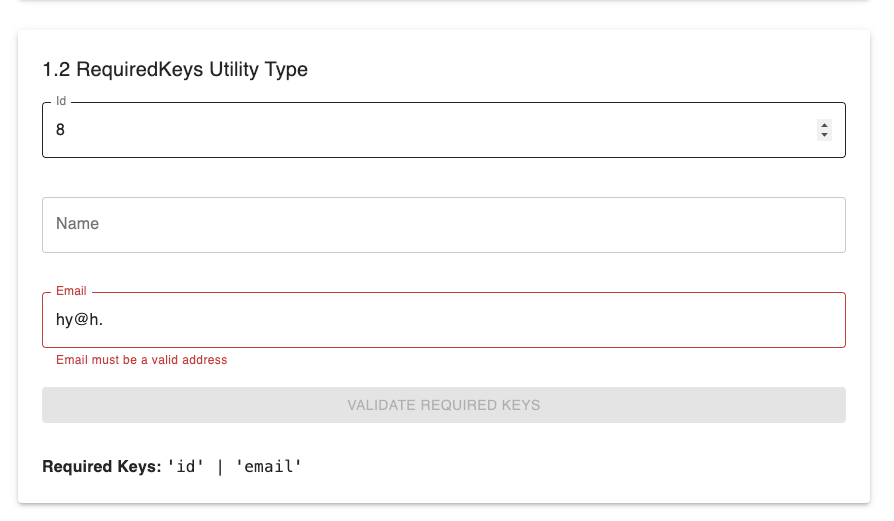 1.2 RequiredKeys Utility Type
Id
8
Name
Email
hy@h.
Email must be a valid address
VALIDATE REQUIRED KEYS
Required Keys: 'id' | 'email'